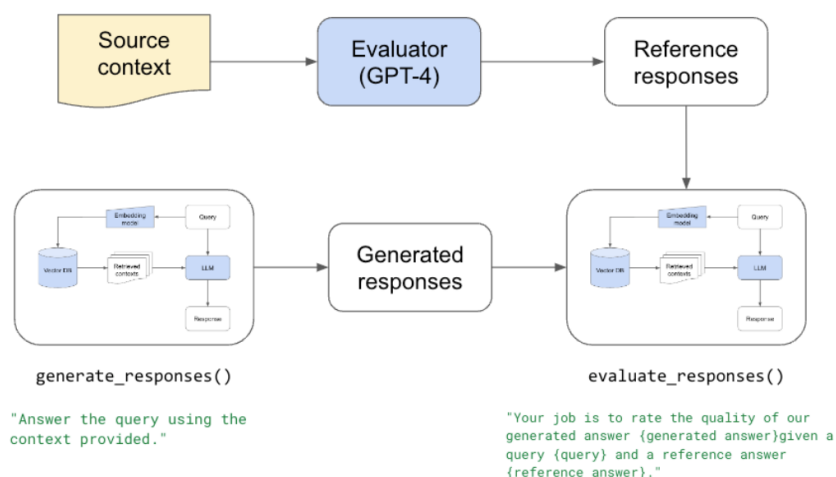 Source
context
Evaluator
(GPT-4)
Reference
responses
Embedding
model
Query
Vector DB
Retrieved
contexts
LLM
Response
generate_responses()
"Answer the query using the
context provided."
Generated
responses
Embedding
model
Query
Vector DB
Retrieved
contexts
LLM
Response
evaluate_responses()
"Your job is to rate the quality of our
generated answer {generated answer}given a
query {query} and a reference answer
{reference answer}."